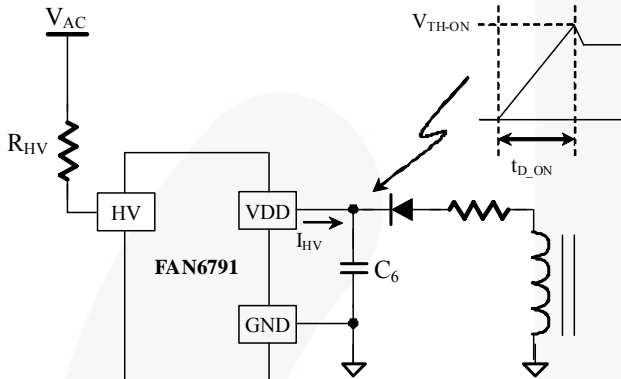 V_AC
V_TH-ON
R_HV
t_D_ON
HV
VDD
I_HV
FAN6791
C_6
GND